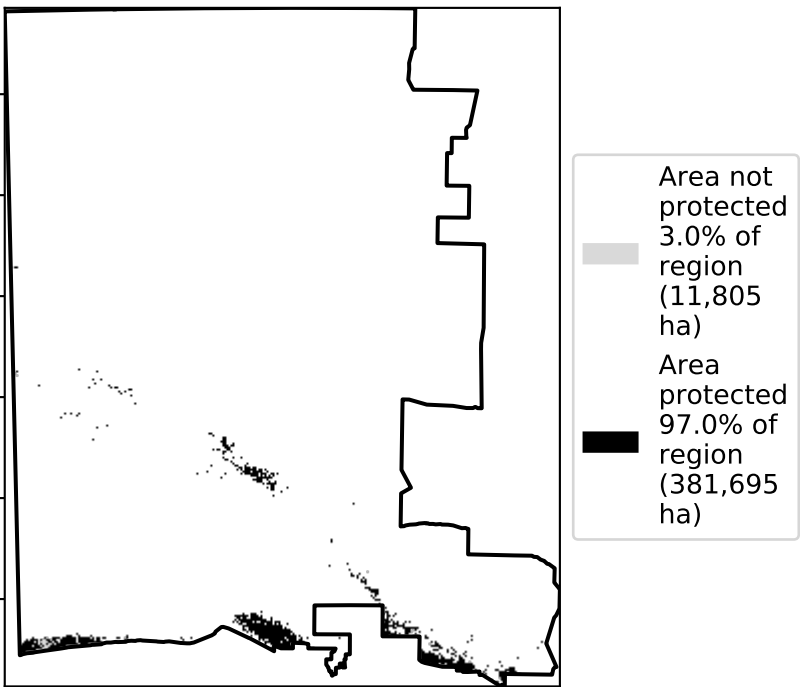 Area not
protected
3.0% of
region
(11,805
ha)
Area
protected
97.0% of
region
(381,695
ha)